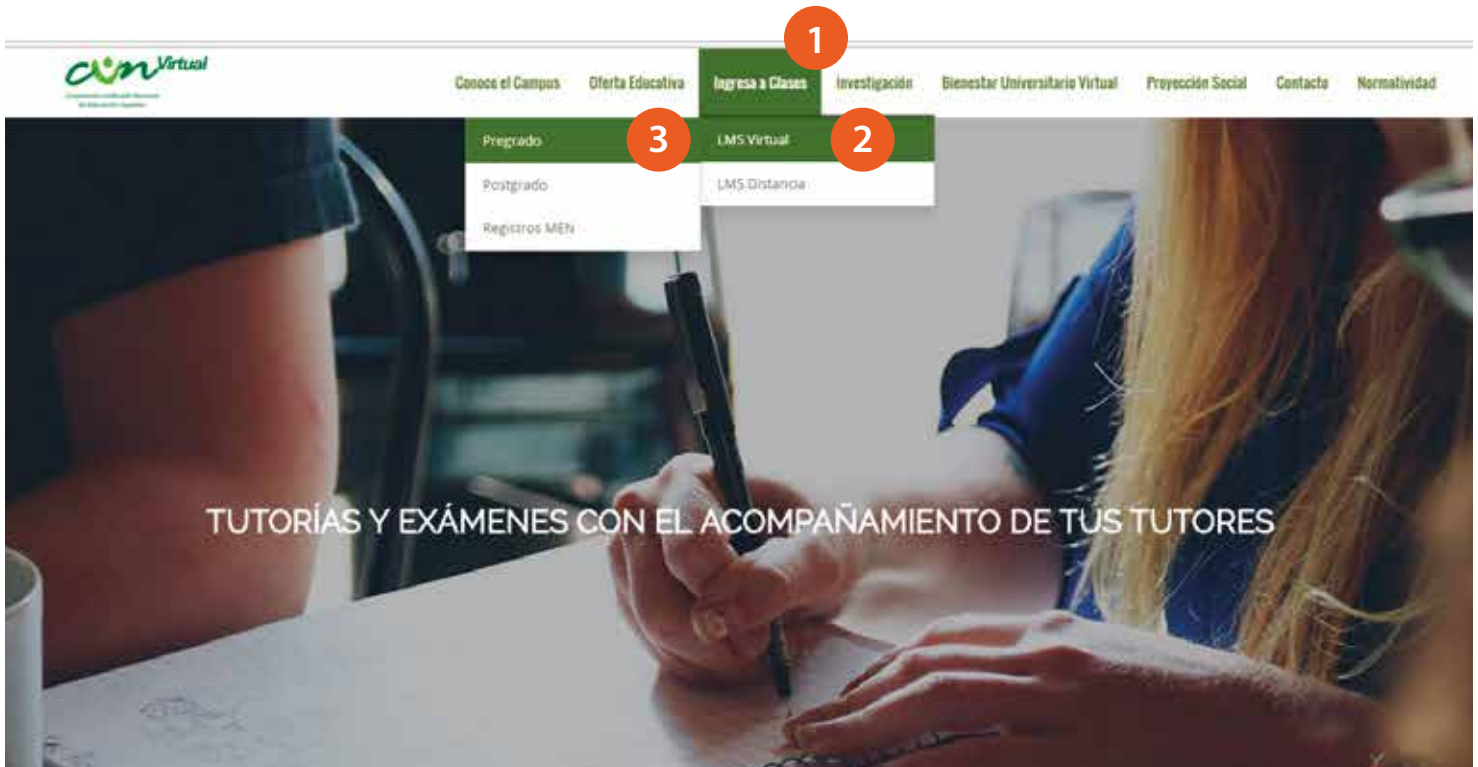 1
cun Virtual
Conoce el Campus Oferta Educativa Ingresa a Clases Investigación Bienestar Universitario Virtual Proyección Social Contacto Normatividad
Pregrado 3 LMS Virtual 2
Postgrado LMS Distancia
Registros MEN
TUTORÍAS Y EXÁMENES CON EL ACOMPAÑAMIENTO DE TUS TUTORES